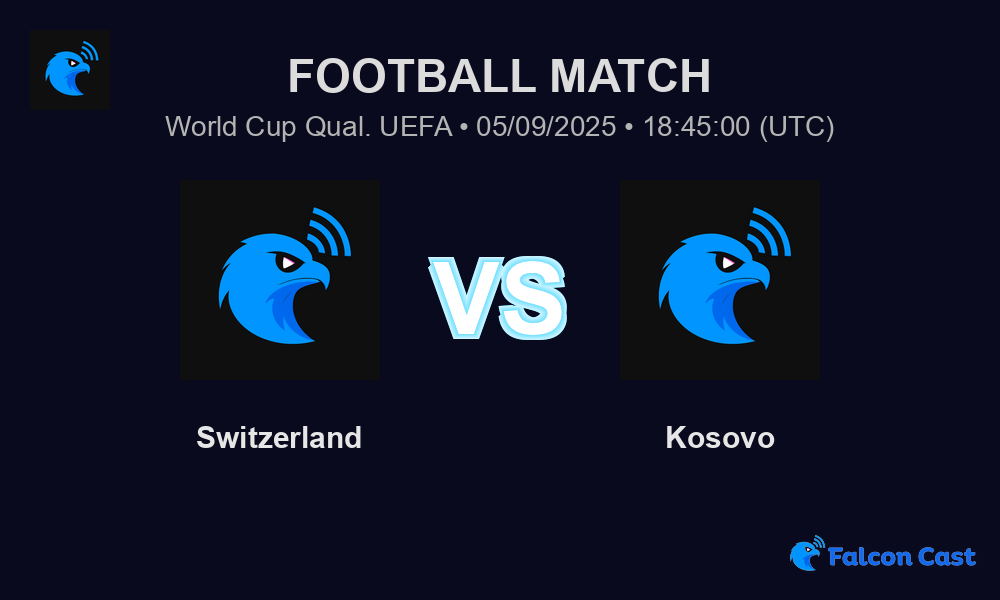 FOOTBALL MATCH
World Cup Qual. UEFA • 05/09/2025 • 18:45:00 (UTC)
VS
Switzerland
Kosovo
Falcon Cast